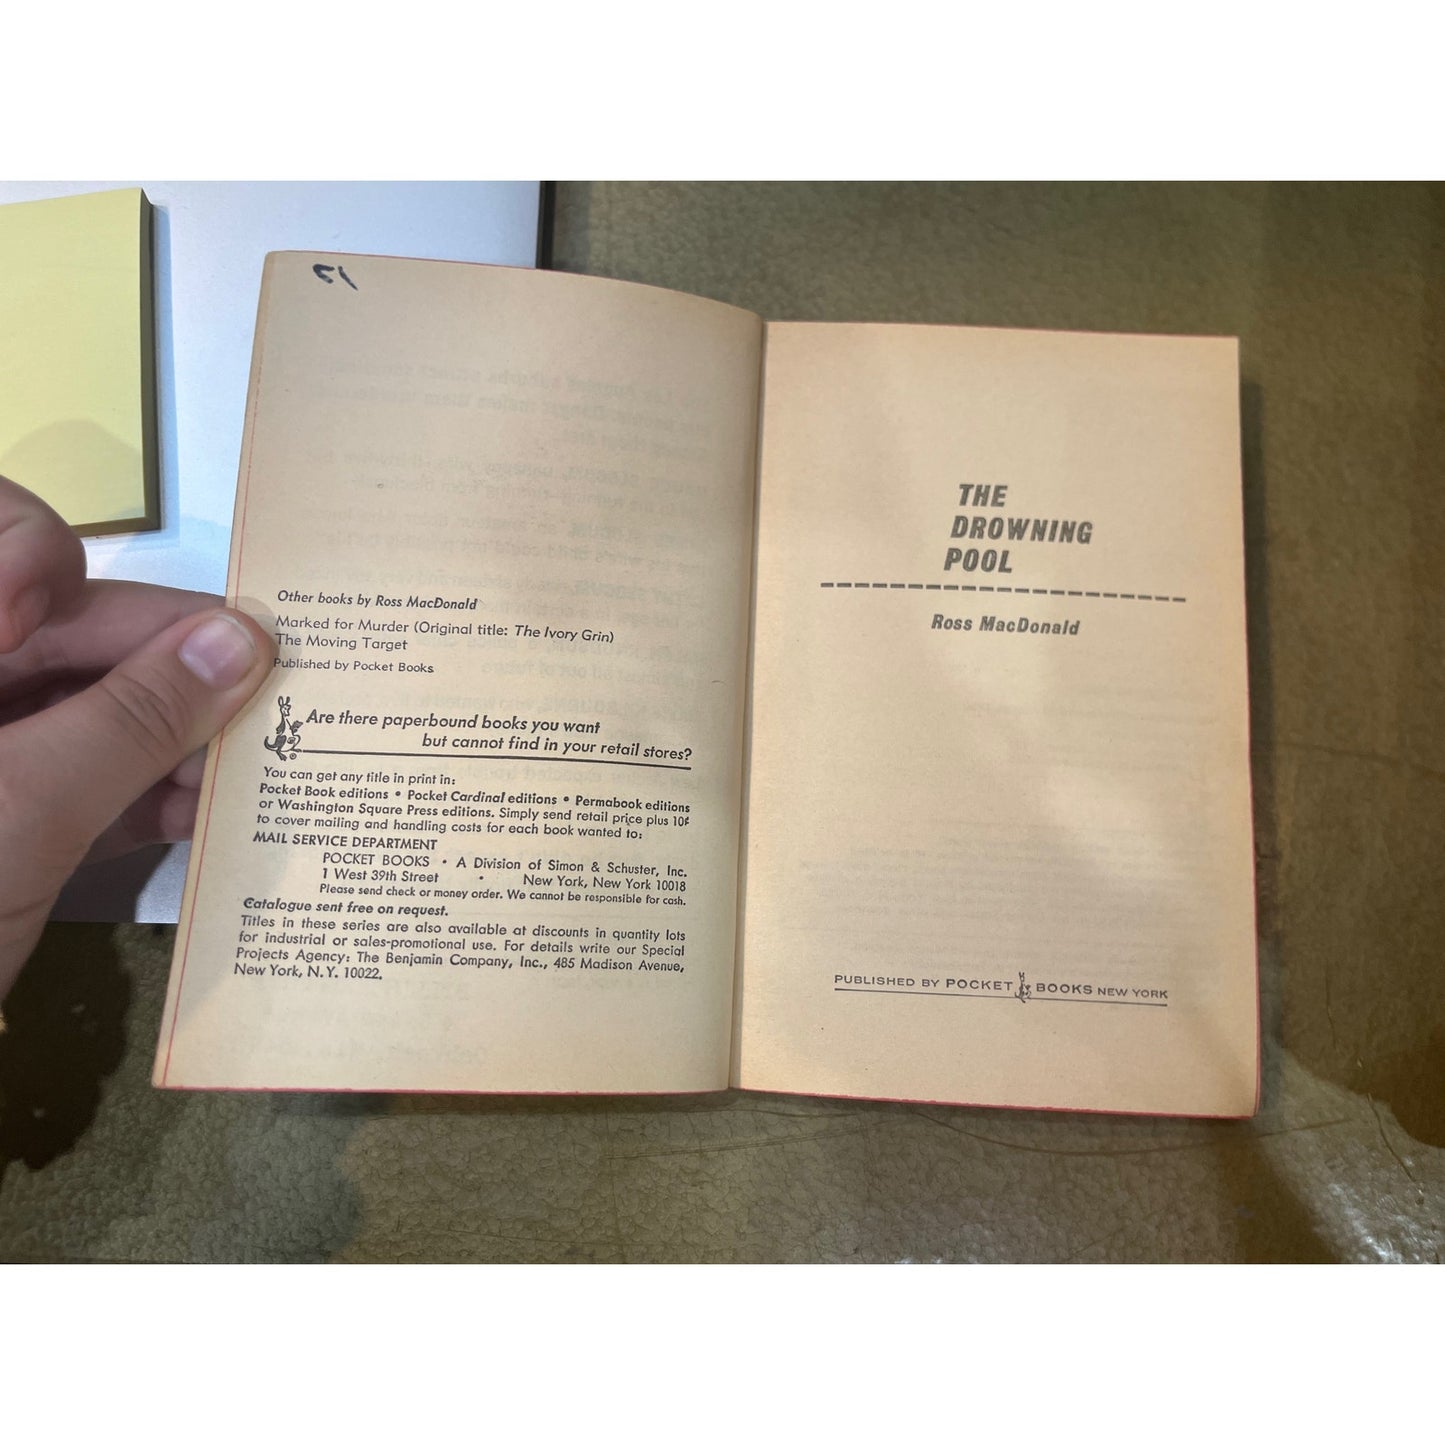 Other books by Ross MacDonald
Marked for Murder (Original title: The Ivory Grin)
The Moving Target
Published by Pocket Books
Are there paperbound books you want
but cannot find in your retail stores?
You can get any title in print in:
Pocket Book editions • Pocket Cardinal editions • Permabook editions
or Washington Square Press editions. Simply send retail price plus 10¢
to cover mailing and handling costs for each book wanted to:
MAIL SERVICE DEPARTMENT
POCKET BOOKS • A Division of Simon & Schuster, Inc.
1 West 39th Street • New York, New York 10018
Please send check or money order. We cannot be responsible for cash.
Catalogue sent free on request.
Titles in these series are also available at discounts in quantity lots
for industrial or sales-promotional use. For details write our Special
Projects Agency: The Benjamin Company, Inc., 485 Madison Avenue,
New York, N.Y. 10022.
THE
DROWNING
POOL
Ross MacDonald
PUBLISHED BY POCKET BOOKS NEW YORK